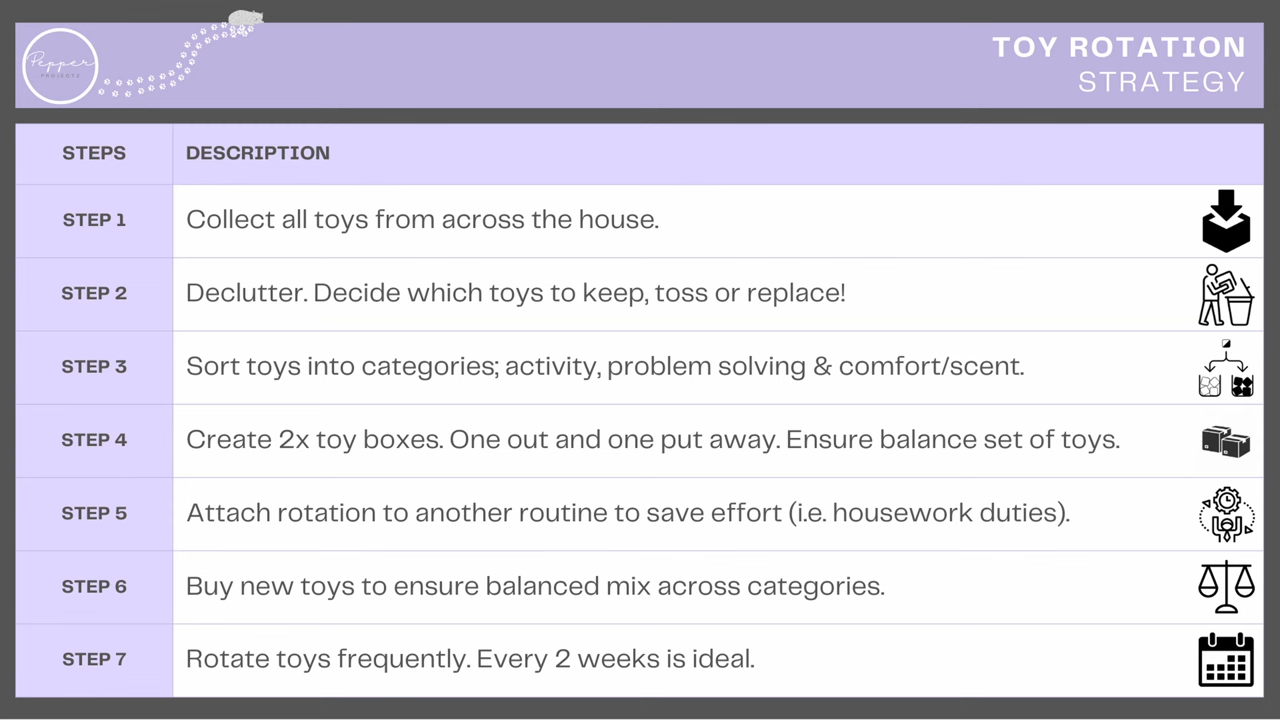 Pepper
PROJECTZ
TOY ROTATION
STRATEGY
STEPS DESCRIPTION
STEP 1 Collect all toys from across the house.
STEP 2 Declutter. Decide which toys to keep, toss or replace!
STEP 3 Sort toys into categories; activity, problem solving & comfort/scent.
STEP 4 Create 2x toy boxes. One out and one put away. Ensure balance set of toys.
STEP 5 Attach rotation to another routine to save effort (i.e. housework duties).
STEP 6 Buy new toys to ensure balanced mix across categories.
STEP 7 Rotate toys frequently. Every 2 weeks is ideal.